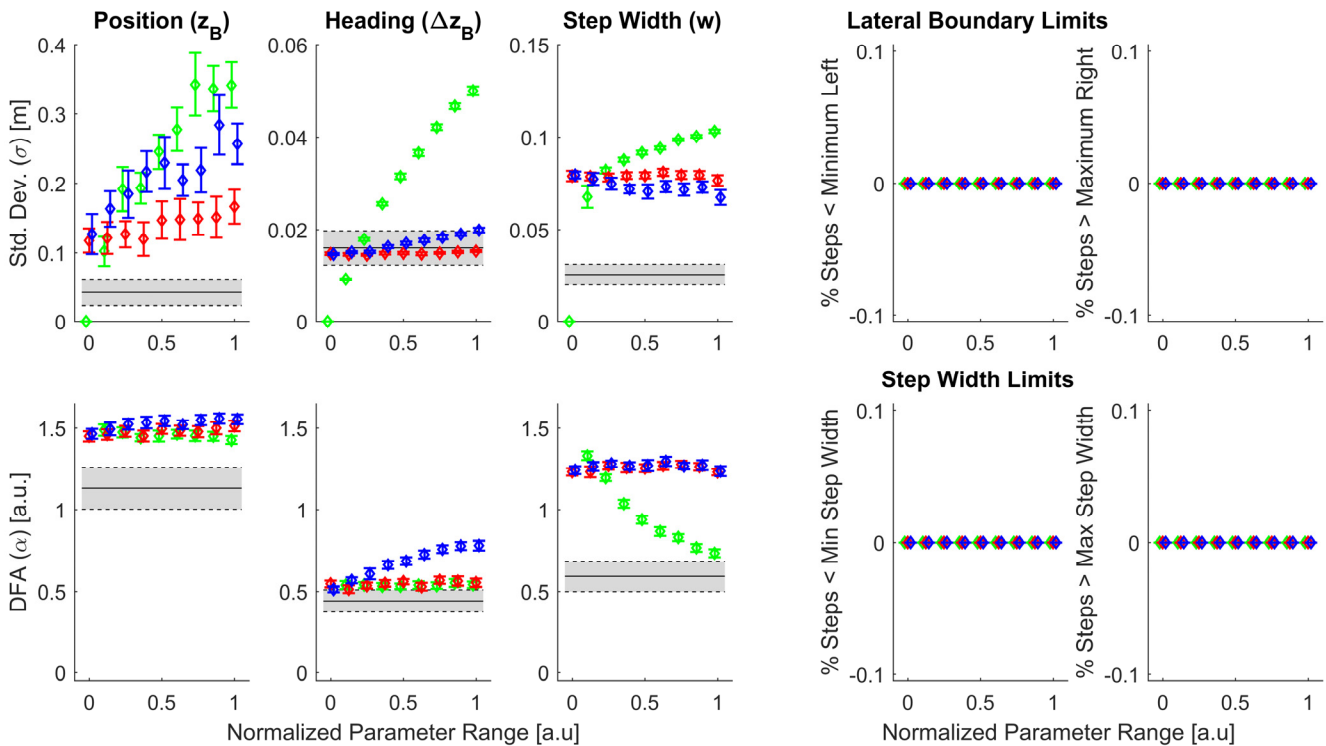 Position (z_B)
Heading (Δz_B)
Step Width (w)
Lateral Boundary Limits
Std. Dev. (σ) [m]
0.4
0.3
0.2
0.1
0
0 0.5 1
0.06
0.04
0.02
0
0 0.5 1
0.15
0.10
0.05
0
0 0.5 1
% Steps < Minimum Left
0.1
0
-0.1
0 0.5 1
% Steps > Maximum Right
0.1
0
-0.1
0 0.5 1
Step Width Limits
DFA (α) [a.u.]
1.5
1
0.5
0
0 0.5 1
1.5
1
0.5
0
0 0.5 1
1.5
1
0.5
0
0 0.5 1
% Steps < Min Step Width
0.1
0
-0.1
0 0.5 1
% Steps > Max Step Width
0.1
0
-0.1
0 0.5 1
Normalized Parameter Range [a.u]
Normalized Parameter Range [a.u]